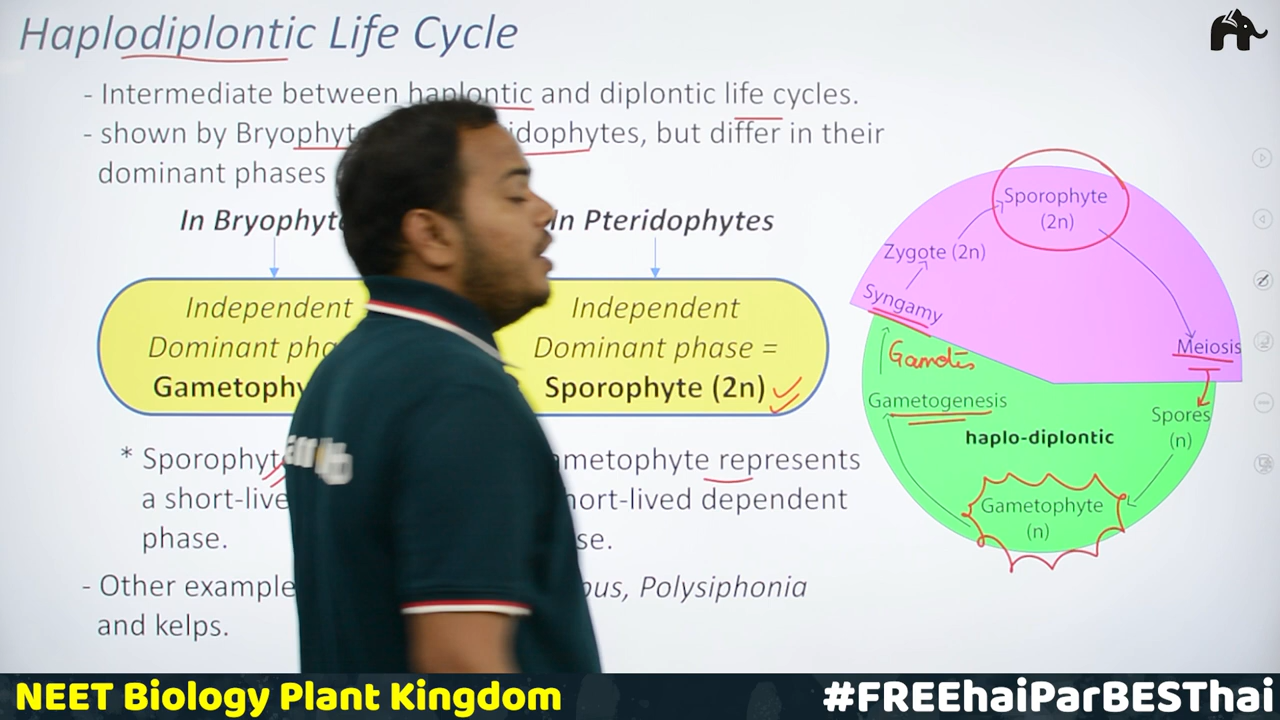 Haplodiplontic Life Cycle
- Intermediate between haplontic and diplontic life cycles.
- shown by Bryophyt idophytes, but differ in their
dominant phases
In Bryophyt
In Pteridophytes
Independent
Dominant pha
Gametophy
Independent
Dominant phase =
Sporophyte (2n)
* Sporophyt
a short-live
phase.
metophyte represents
hort-lived dependent
se.
- Other example
and kelps.
pus, Polysiphonia
Sporophyte
(2n)
Zygote (2n)
Syngamy
Meiosis
Gametes
Gametogenesis
Spores
(n)
haplo-diplontic
Gametophyte
(n)
NEET Biology Plant Kingdom
#FREEhaiParBESThai